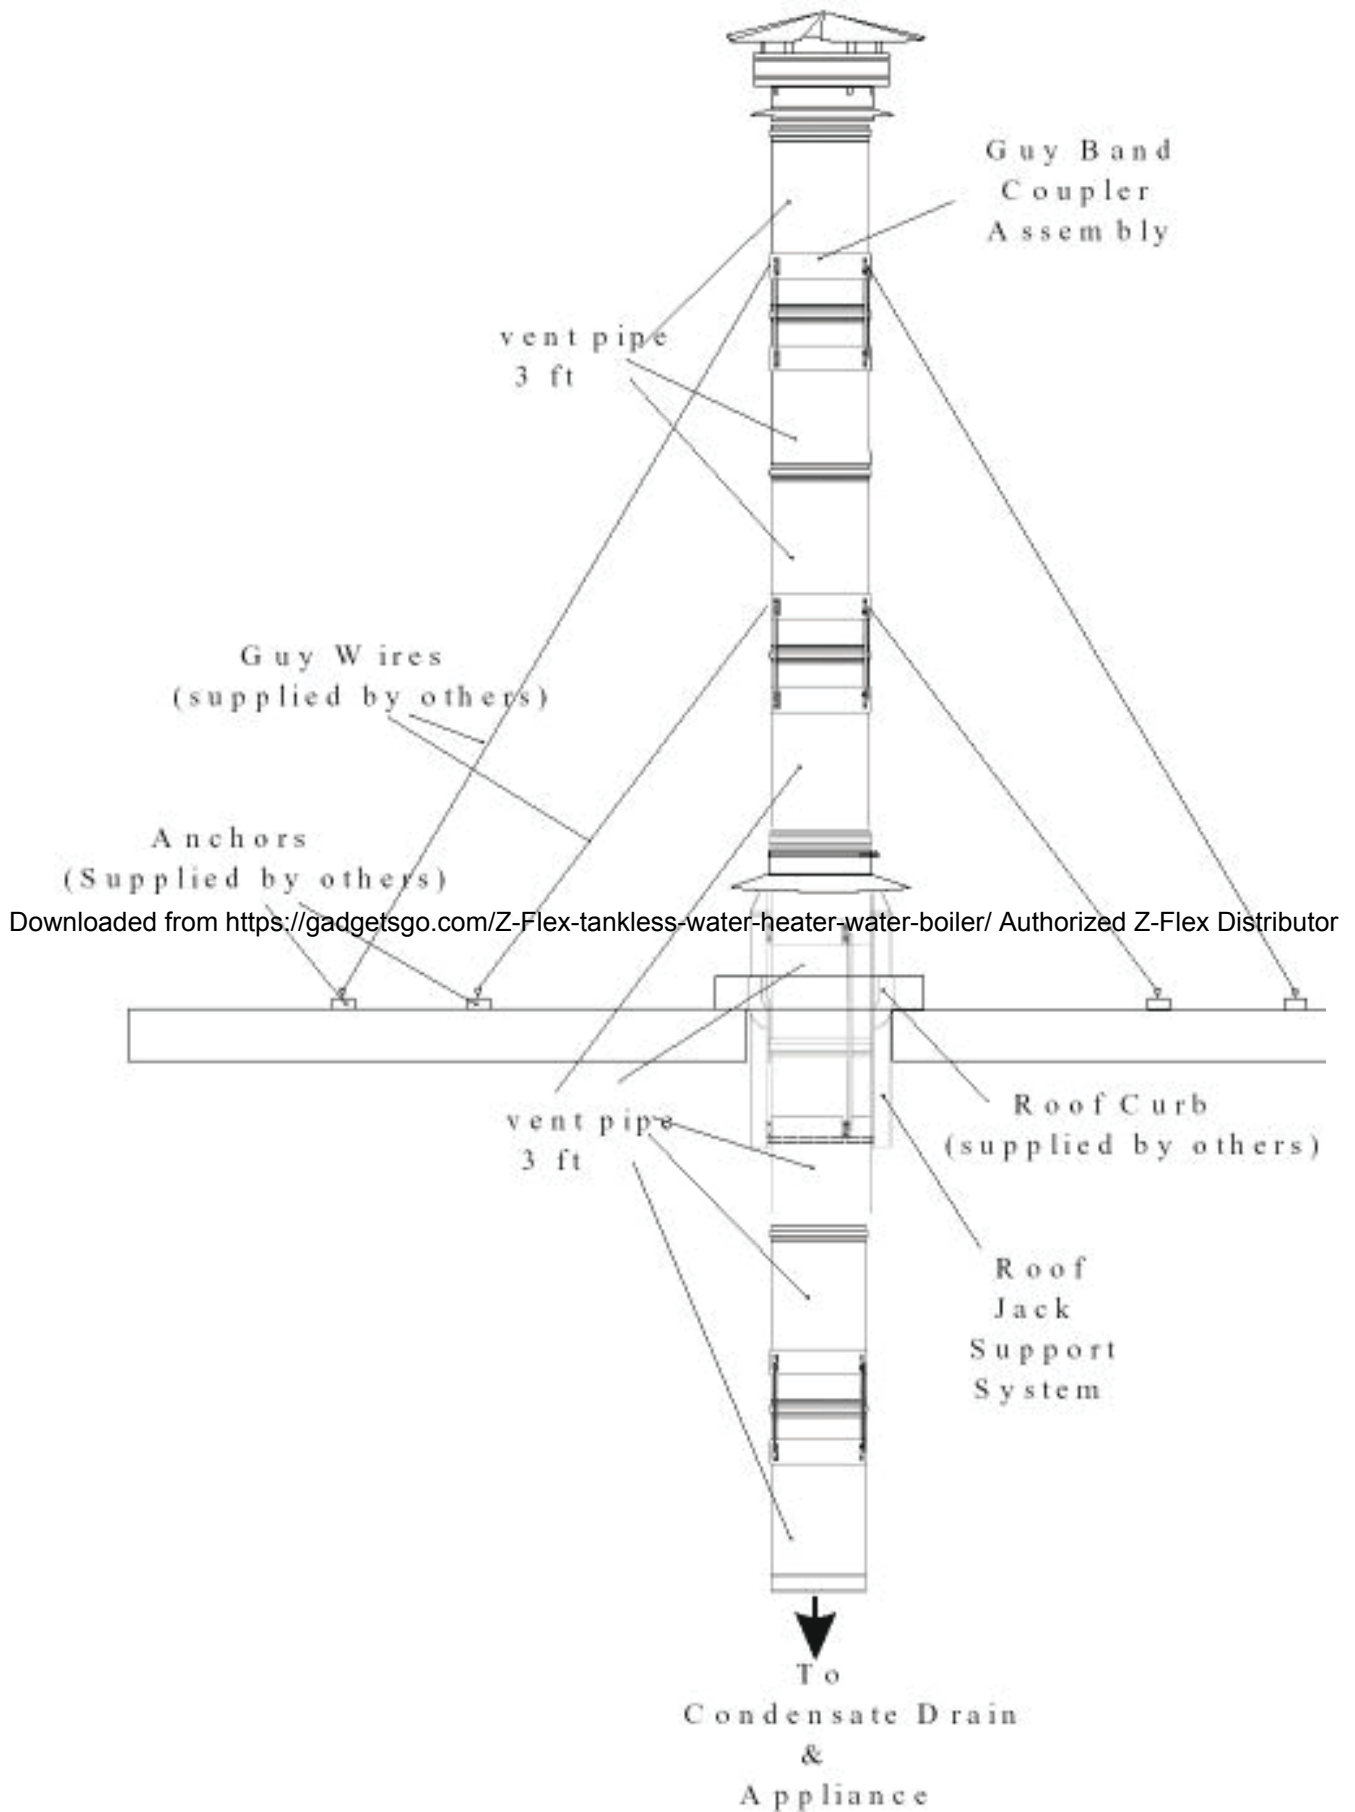 Guy Band
Coupler
Assembly
vent pipe
3 ft
Guy Wires
(supplied by others)
Anchors
(Supplied by others)
Downloaded from https://gadgetsgo.com/Z-Flex-tankless-water-heater-water-boiler/ Authorized Z-Flex Distributor
vent pipe
3 ft
Roof Curb
(supplied by others)
Roof
Jack
Support
System
To
Condensate Drain
&
Appliance